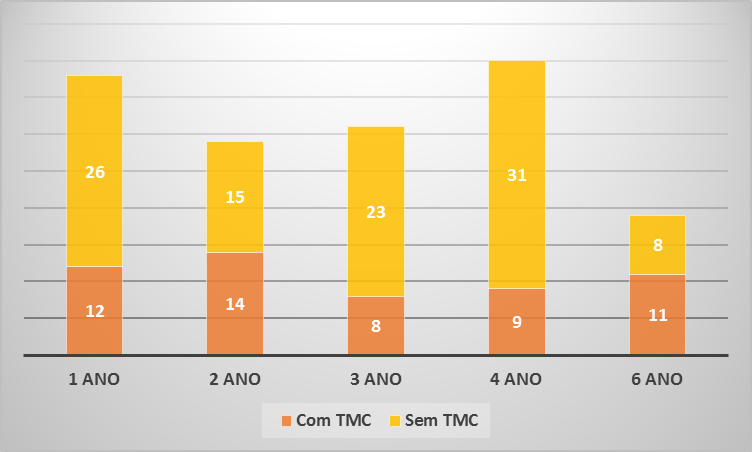 26
15
23
31
8
12
14
8
9
11
1 ANO
2 ANO
3 ANO
4 ANO
6 ANO
Com TMC
Sem TMC